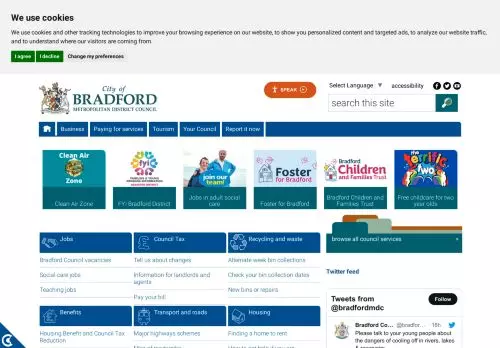 We use cookies
We use cookies and other tracking technologies to improve your browsing experience on our website, to show you personalized content and targeted ads, to analyze our website traffic,
and to understand where our visitors are coming from.
I agree I decline Change my preferences
City of
BRADFORD
METROPOLITAN DISTRICT COUNCIL
SPEAK
Select Language ▼ accessibility
search this site
Business Paying for services Tourism Your Council Report it now
Clean Air
Zone
Clean Air Zone
fyi
FAMILIES & YOUNG
PERSONS INFORMATION
BRADFORD DISTRICT
FYI Bradford District
join our
team!
Jobs in adult social
care
Foster
for Bradford
Foster for Bradford
Bradford
Children
and Families Trust
Bradford Children and
Families Trust
the
Terrific
two
Free childcare for two
year olds
Jobs
Bradford Council vacancies
Social care jobs
Teaching jobs
Council Tax
Tell us about changes
Information for landlords and
agents
Pay your bill
Recycling and waste
Alternate week bin collections
Check your bin collection dates
New bins or repairs
browse all council services
Twitter feed
Tweets from
@bradfordmdc
Follow
Bradford Co... @bradfor... · 16h
Please talk to your young people about
the dangers of cooling off in rivers, lakes
Benefits
Housing Benefit and Council Tax
Reduction
Transport and roads
Major highways schemes
Housing
Finding a home to rent